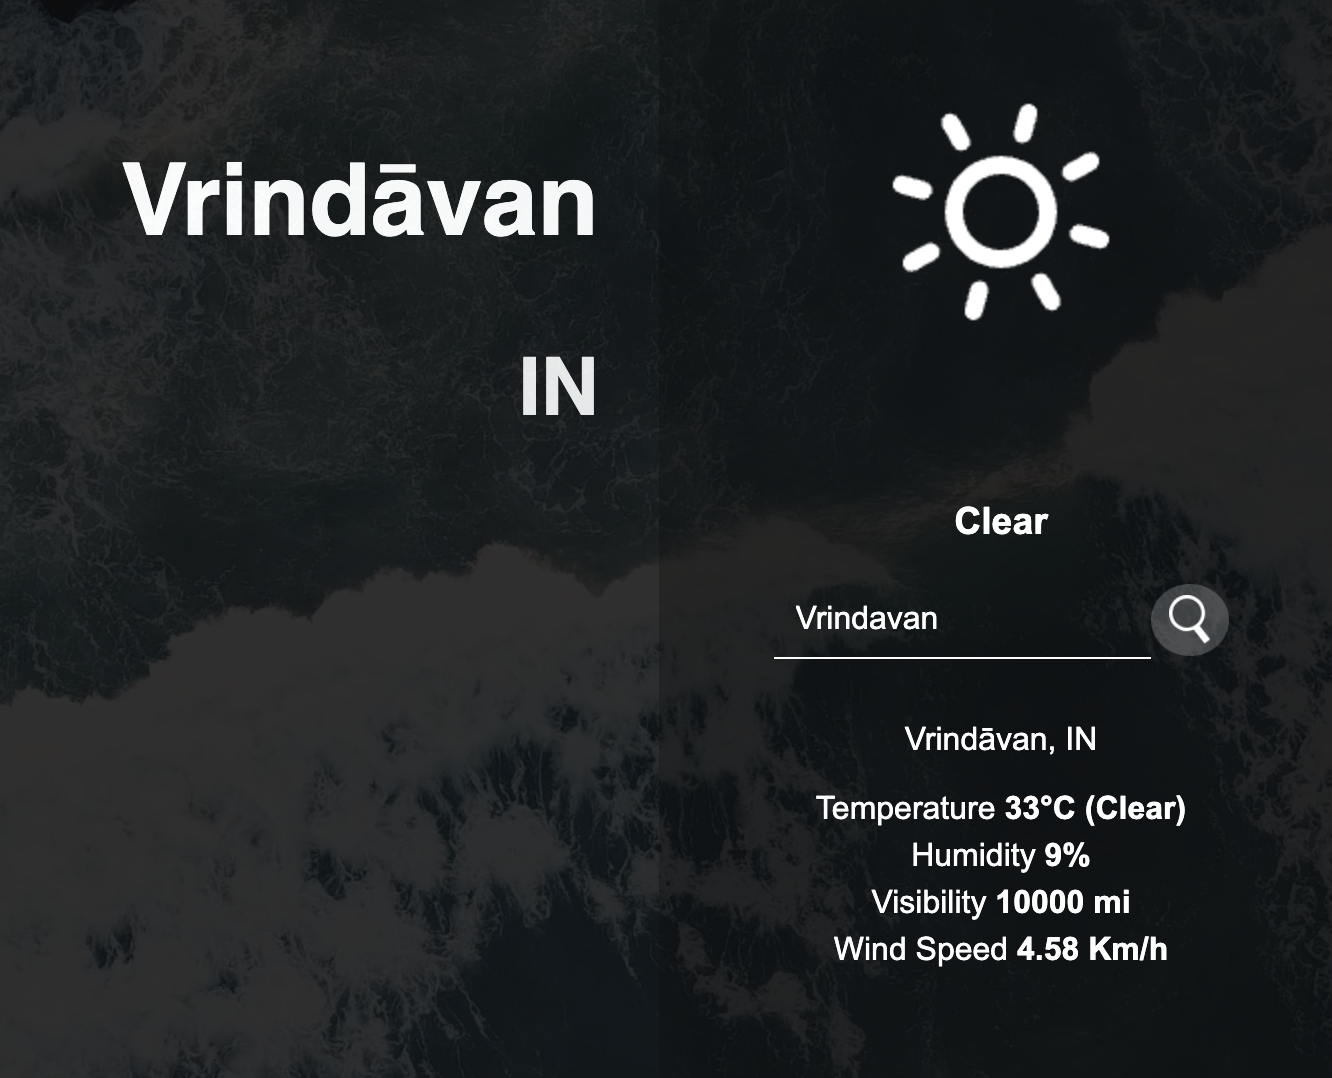 Vrindāvan
IN
Clear
Vrindavan
Vrindāvan, IN
Temperature 33°C (Clear)
Humidity 9%
Visibility 10000 mi
Wind Speed 4.58 Km/h